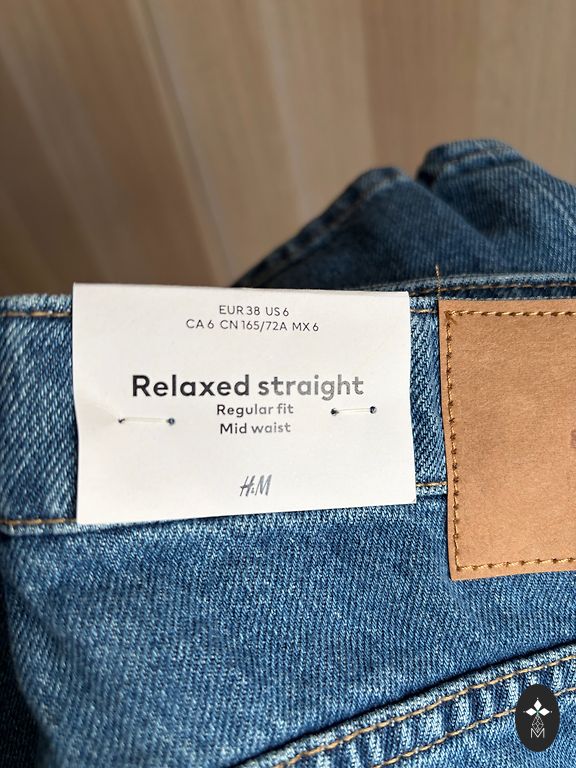 EUR 38 US 6
CA 6 CN 165/72A MX 6
Relaxed straight
Regular fit
Mid waist
H&M
M